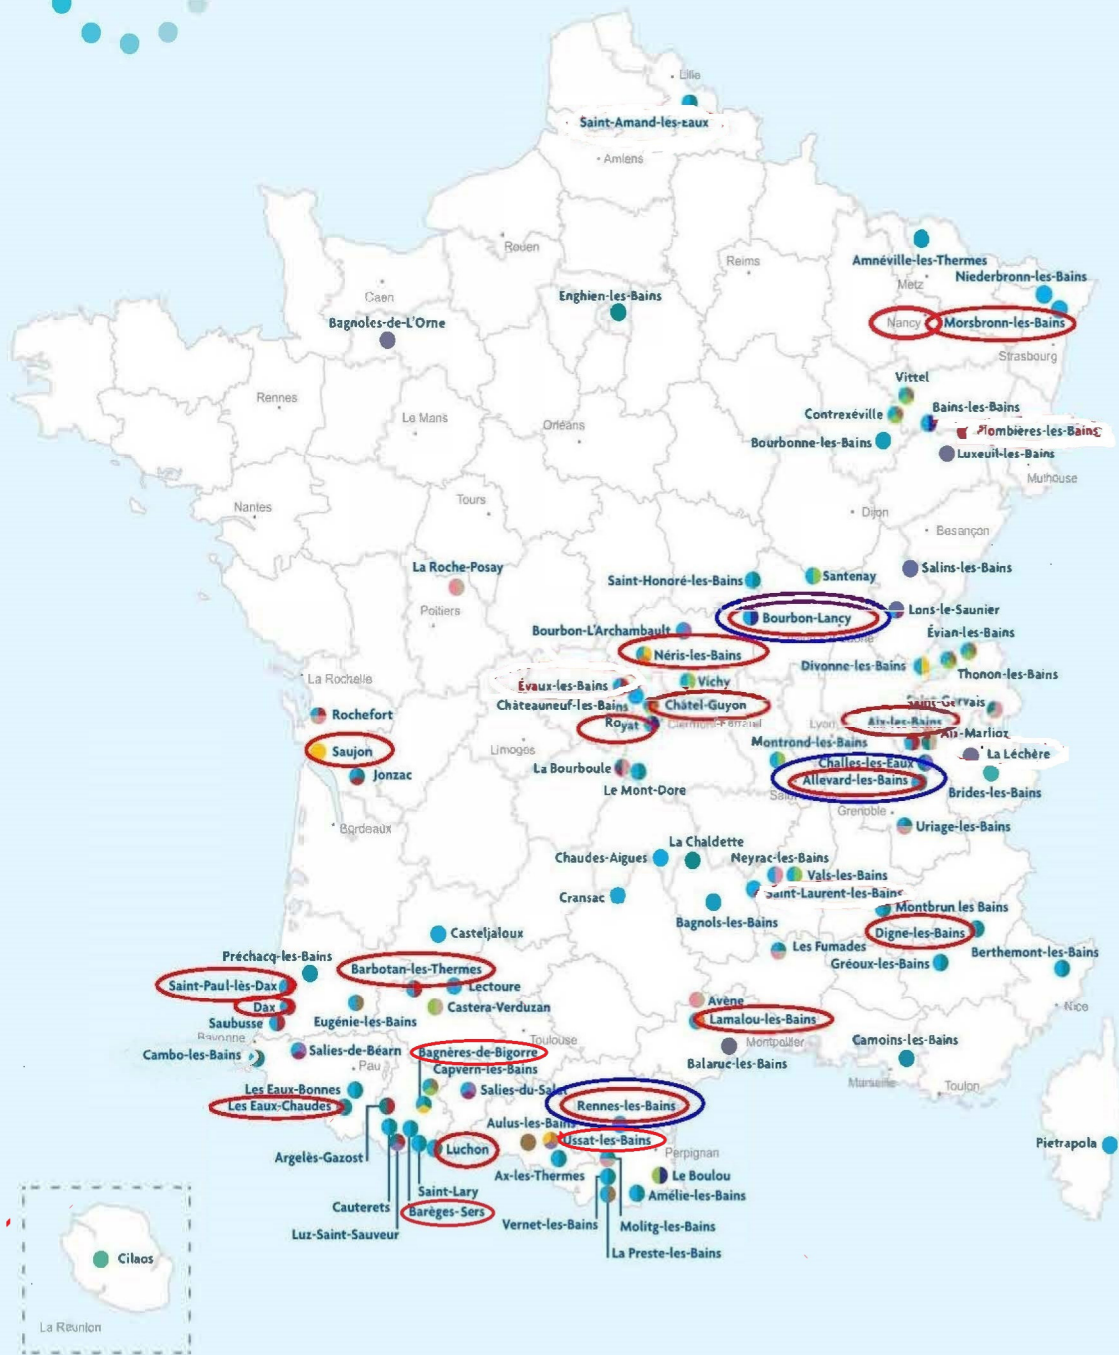 Lille
Saint-Amand-les-Eaux
Amiens
Rouen
Reims
Amnéville-les-Thermes
Niederbronn-les-Bains
Metz
Caen
Enghien-les-Bains
Bagnoles-de-L'Orne
Nancy
Morsbronn-les-Bains
Strasbourg
Vittel
Rennes
Le Mans
Orléans
Contrexéville
Bains-les-Bains
Plombières-les-Bains
Bourbonne-les-Bains
Luxeuil-les-Bains
Mulhouse
Nantes
Tours
Dijon
Besançon
La Roche-Posay
Saint-Honoré-les-Bains
Santenay
Salins-les-Bains
Poitiers
Bourbon-Lancy
Lons-le-Saunier
Bourbon-L'Archambault
Évian-les-Bains
Néris-les-Bains
Divonne-les-Bains
Thonon-les-Bains
La Rochelle
Évaux-les-Bains
Vichy
Châteauneuf-les-Bains
Châtel-Guyon
Saint-Gervais
Rochefort
Royat
Clermont-Ferrand
Lyon
Aix-les-Bains
Aix-Marlioz
Saujon
Limoges
Montrond-les-Bains
La Léchère
Jonzac
La Bourboule
Challes-les-Eaux
Le Mont-Dore
Allevard-les-Bains
Brides-les-Bains
Grenoble
Bordeaux
Uriage-les-Bains
La Chaldette
Chaudes-Aigues
Neyrac-les-Bains
Vals-les-Bains
Cransac
Saint-Laurent-les-Bains
Bagnols-les-Bains
Montbrun les Bains
Casteljaloux
Digne-les-Bains
Les Fumades
Berthemont-les-Bains
Préchacq-les-Bains
Barbotan-les-Thermes
Gréoux-les-Bains
Saint-Paul-lès-Dax
Lectoure
Dax
Castera-Verduzan
Avène
Nice
Saubusse
Eugénie-les-Bains
Lamalou-les-Bains
Bayonne
Toulouse
Montpellier
Camoins-les-Bains
Cambo-les-Bains
Salies-de-Béarn
Bagnères-de-Bigorre
Balaruc-les-Bains
Pau
Capvern-les-Bains
Marseille
Toulon
Les Eaux-Bonnes
Salies-du-Salat
Les Eaux-Chaudes
Rennes-les-Bains
Aulus-les-Bains
Ussat-les-Bains
Pietrapola
Argelès-Gazost
Luchon
Perpignan
Ax-les-Thermes
Le Boulou
Saint-Lary
Amélie-les-Bains
Cauterets
Barèges-Sers
Vernet-les-Bains
Molitg-les-Bains
Luz-Saint-Sauveur
La Preste-les-Bains
Cilaos
La Réunion